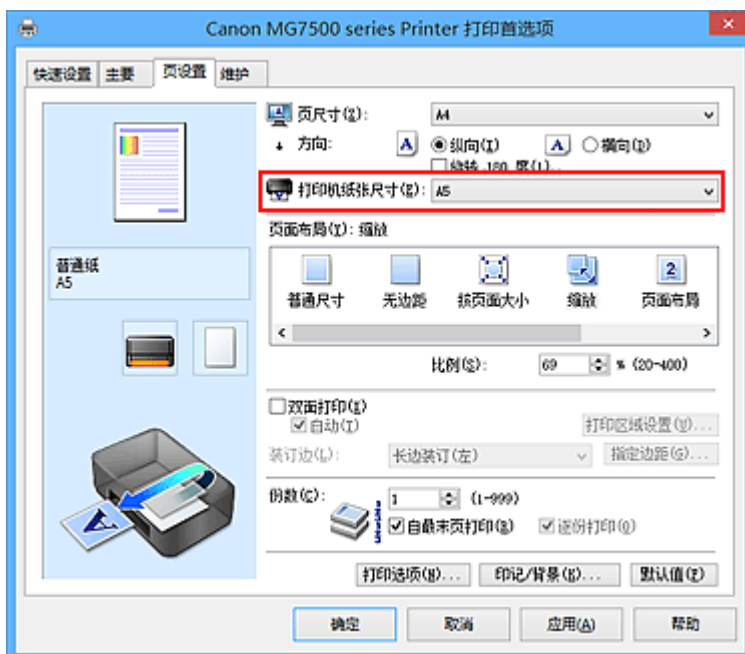 Canon MG7500 series Printer 打印首选项
快速设置 主要 页设置 维护
页尺寸(Z): A4
方向: A 纵向(I) A 横向(D)
旋转 180 度(1)..
打印机纸张尺寸(E): A5
页面布局(Y): 缩放
普通尺寸 无边距 按页面大小 缩放 2 页面布局
普通纸
A5
比例(S): 69 % (20-400)
双面打印(X)
自动(T) 打印区域设置(U)...
装订边(L): 长边装订(左) 指定边距(G)...
份数(C): 1 (1-999)
自最末页打印(R) 逐份打印(O)
打印选项(N)... 印记/背景(K)... 默认值(F)
确定 取消 应用(A) 帮助